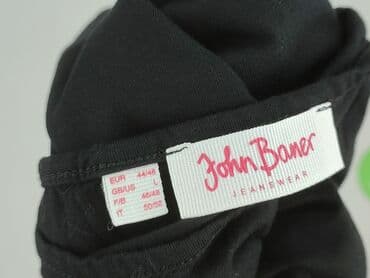 EUR 44/46
GB/US L
F/B 46/48
IT 50/52
John Baner
JEANSWEAR